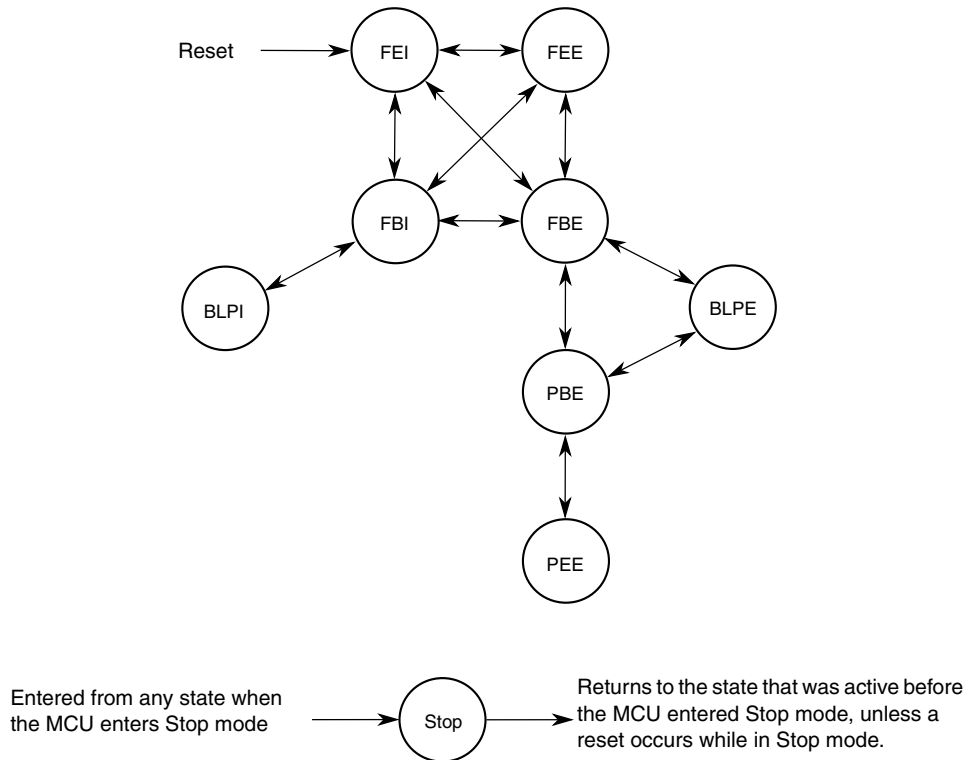 Reset
FEI
FEE
FBI
FBE
BLPI
BLPE
PBE
PEE
Entered from any state when
the MCU enters Stop mode
Stop
Returns to the state that was active before
the MCU entered Stop mode, unless a
reset occurs while in Stop mode.